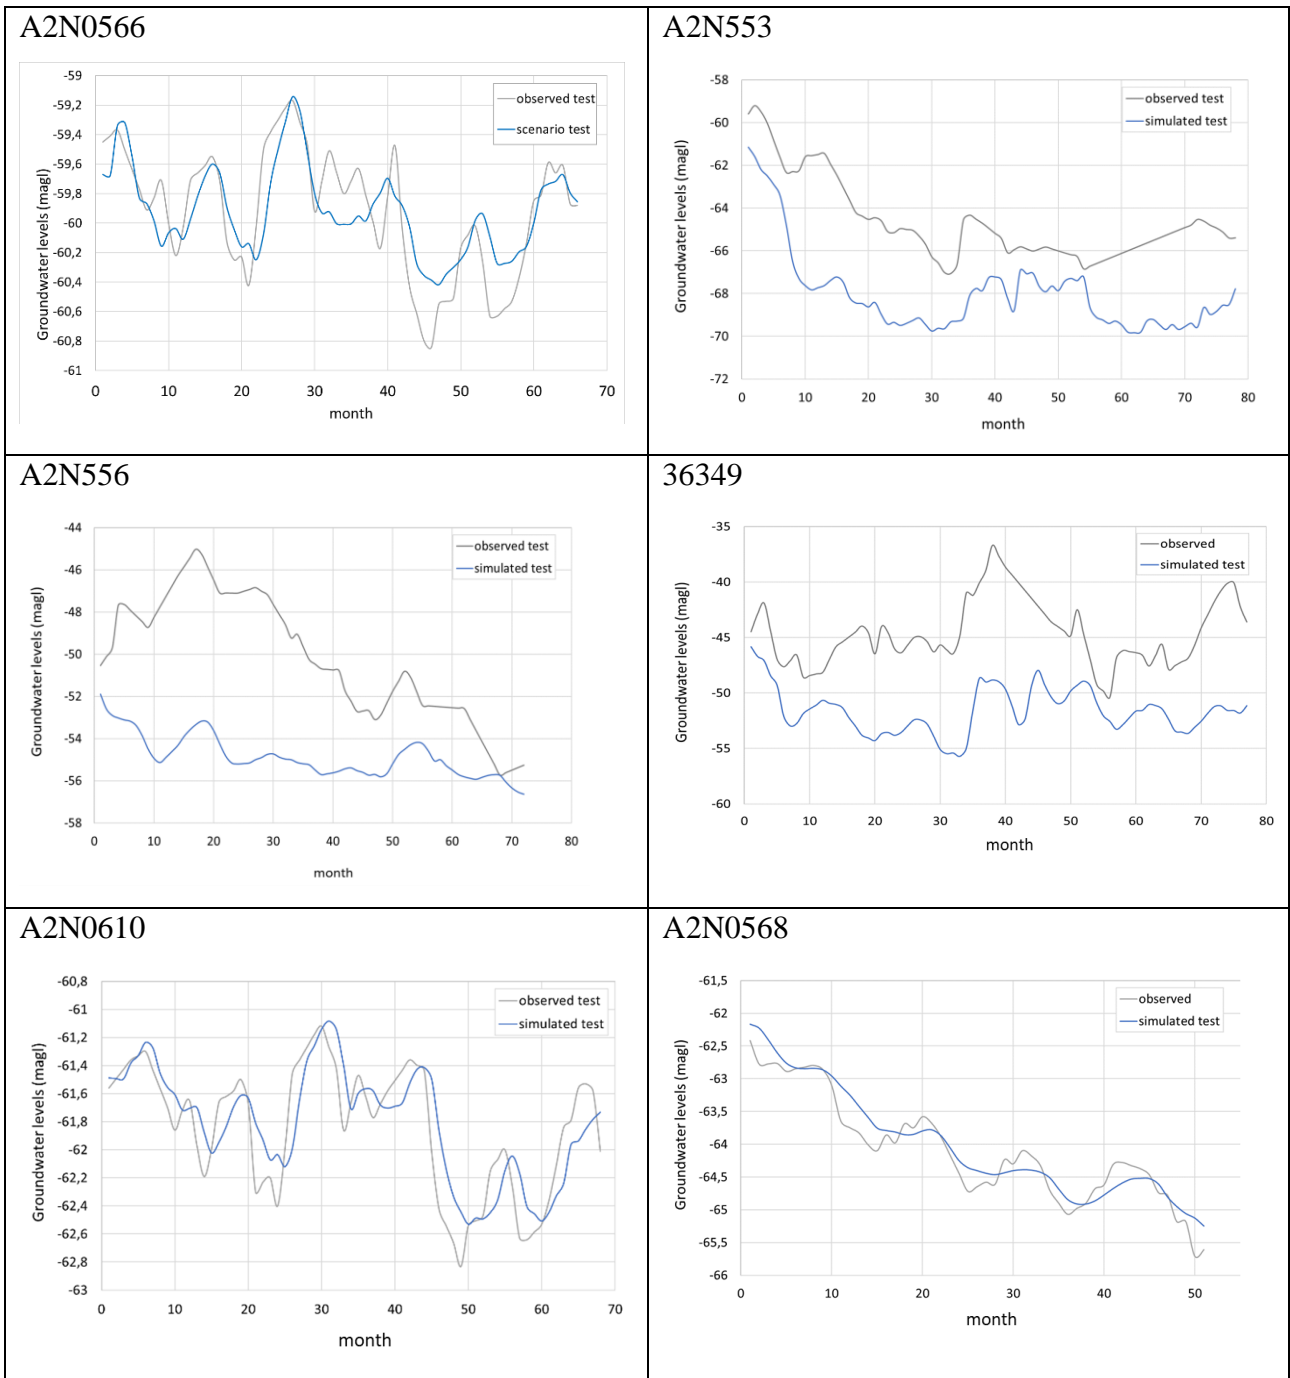 A2N0566
Groundwater levels (magl)
-59
-59,2
-59,4
-59,6
-59,8
-60
-60,2
-60,4
-60,6
-60,8
-61
observed test
scenario test
0 10 20 30 40 50 60 70
month
A2N553
Groundwater levels (magl)
-58
-60
-62
-64
-66
-68
-70
-72
observed test
simulated test
0 10 20 30 40 50 60 70 80
month
A2N556
Groundwater levels (magl)
-44
-46
-48
-50
-52
-54
-56
-58
observed test
simulated test
0 10 20 30 40 50 60 70 80
month
36349
Groundwater levels (magl)
-35
-40
-45
-50
-55
-60
observed
simulated test
0 10 20 30 40 50 60 70 80
month
A2N0610
Groundwater levels (magl)
-60,8
-61
-61,2
-61,4
-61,6
-61,8
-62
-62,2
-62,4
-62,6
-62,8
-63
observed test
simulated test
0 10 20 30 40 50 60 70
month
A2N0568
Groundwater levels (magl)
-61,5
-62
-62,5
-63
-63,5
-64
-64,5
-65
-65,5
-66
observed
simulated test
0 10 20 30 40 50
month